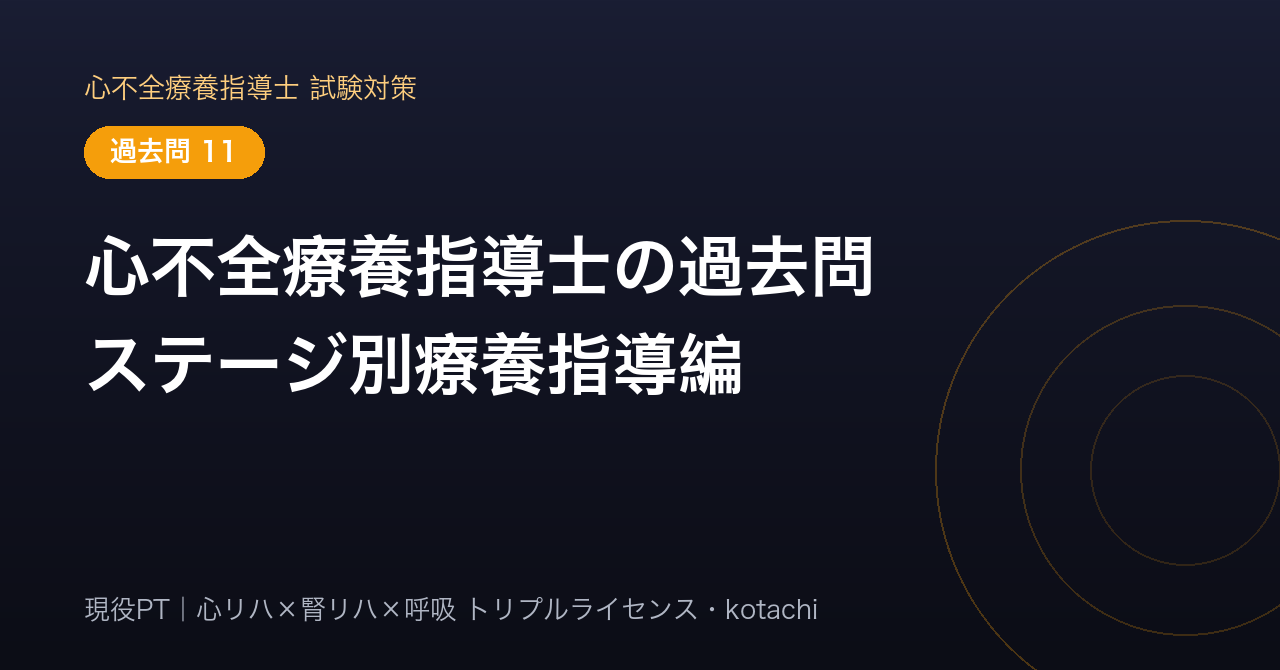 心不全療養指導士 試験対策
過去問 11
心不全療養指導士の過去問
ステージ別療養指導編
現役PT｜心リハ×腎リハ×呼吸 トリプルライセンス・kotachi